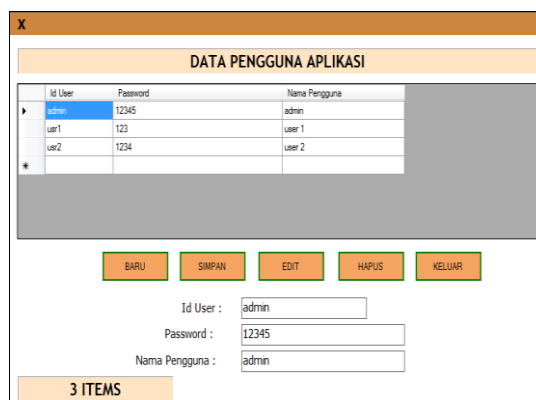 X
DATA PENGGUNA APLIKASI
Id User Password Nama Pengguna
admin 12345 admin
usr1 123 user 1
usr2 1234 user 2
BARU SIMPAN EDIT HAPUS KELUAR
Id User : admin
Password : 12345
Nama Pengguna : admin
3 ITEMS